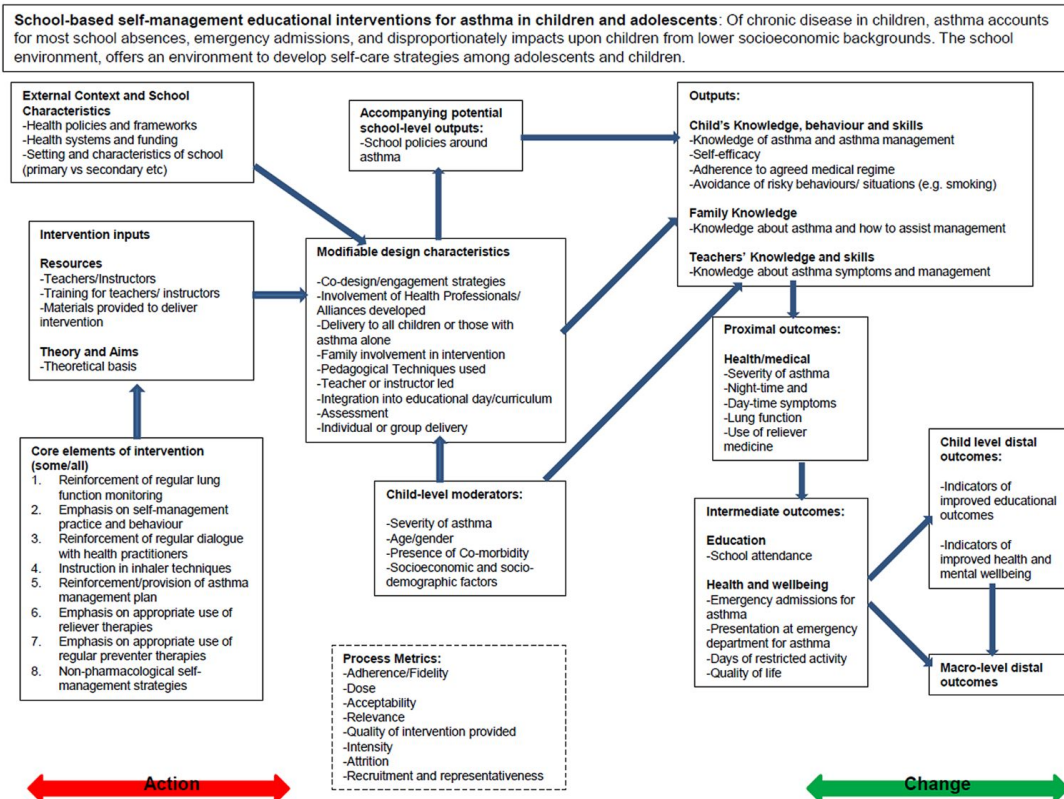 School-based self-management educational interventions for asthma in children and adolescents: Of chronic disease in children, asthma accounts
for most school absences, emergency admissions, and disproportionately impacts upon children from lower socioeconomic backgrounds. The school
environment, offers an environment to develop self-care strategies among adolescents and children.
External Context and School
Characteristics
-Health policies and frameworks
-Health systems and funding
-Setting and characteristics of school
(primary vs secondary etc)
Accompanying potential
school-level outputs:
-School policies around
asthma
Outputs:
Child's Knowledge, behaviour and skills
-Knowledge of asthma and asthma management
-Self-efficacy
-Adherence to agreed medical regime
-Avoidance of risky behaviours/ situations (e.g. smoking)
Family Knowledge
-Knowledge about asthma and how to assist management
Teachers' Knowledge and skills
-Knowledge about asthma symptoms and management
Intervention inputs
Resources
-Teachers/Instructors
-Training for teachers/ instructors
-Materials provided to deliver
intervention
Theory and Aims
-Theoretical basis
Modifiable design characteristics
-Co-design/engagement strategies
-Involvement of Health Professionals/
Alliances developed
-Delivery to all children or those with
asthma alone
-Family involvement in intervention
-Pedagogical Techniques used
-Teacher or instructor led
-Integration into educational day/curriculum
-Assessment
-Individual or group delivery
Proximal outcomes:
Health/medical
-Severity of asthma
-Night-time and
-Day-time symptoms
-Lung function
-Use of reliever
medicine
Core elements of intervention
(some/all)
1. Reinforcement of regular lung
function monitoring
2. Emphasis on self-management
practice and behaviour
3. Reinforcement of regular dialogue
with health practitioners
4. Instruction in inhaler techniques
5. Reinforcement/provision of asthma
management plan
6. Emphasis on appropriate use of
reliever therapies
7. Emphasis on appropriate use of
regular preventer therapies
8. Non-pharmacological self-
management strategies
Child-level moderators:
-Severity of asthma
-Age/gender
-Presence of Co-morbidity
-Socioeconomic and socio-
demographic factors
Intermediate outcomes:
Education
-School attendance
Health and wellbeing
-Emergency admissions for
asthma
-Presentation at emergency
department for asthma
-Days of restricted activity
-Quality of life
Child level distal
outcomes:
-Indicators of
improved educational
outcomes
-Indicators of
improved health and
mental wellbeing
Macro-level distal
outcomes
Process Metrics:
-Adherence/Fidelity
-Dose
-Acceptability
-Relevance
-Quality of intervention provided
-Intensity
-Attrition
-Recruitment and representativeness
Action
Change